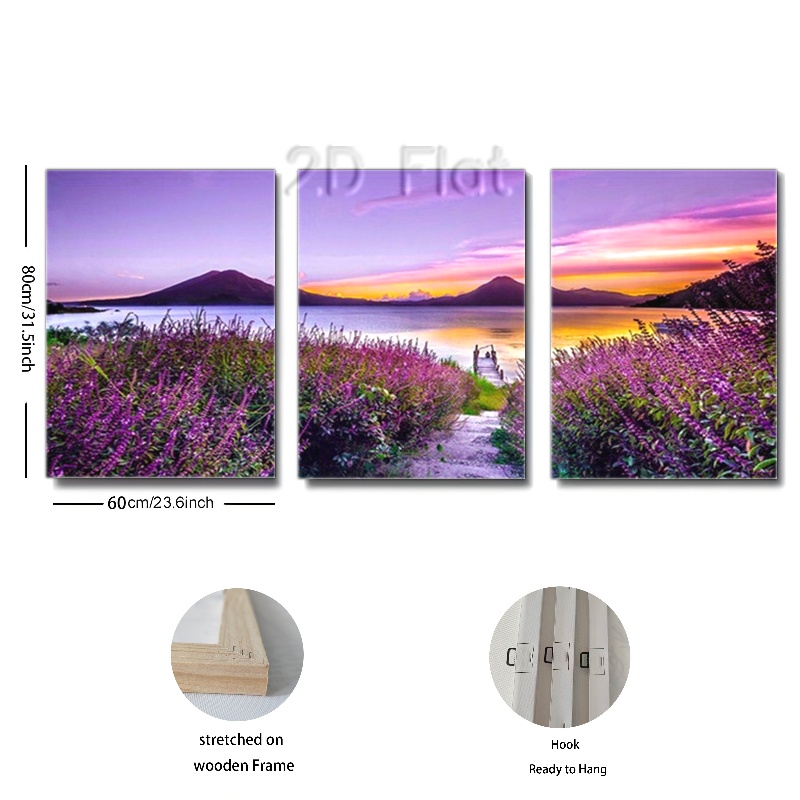 2D Flat
80cm/31.5inch
60cm/23.6inch
stretched on
wooden Frame
Hook
Ready to Hang